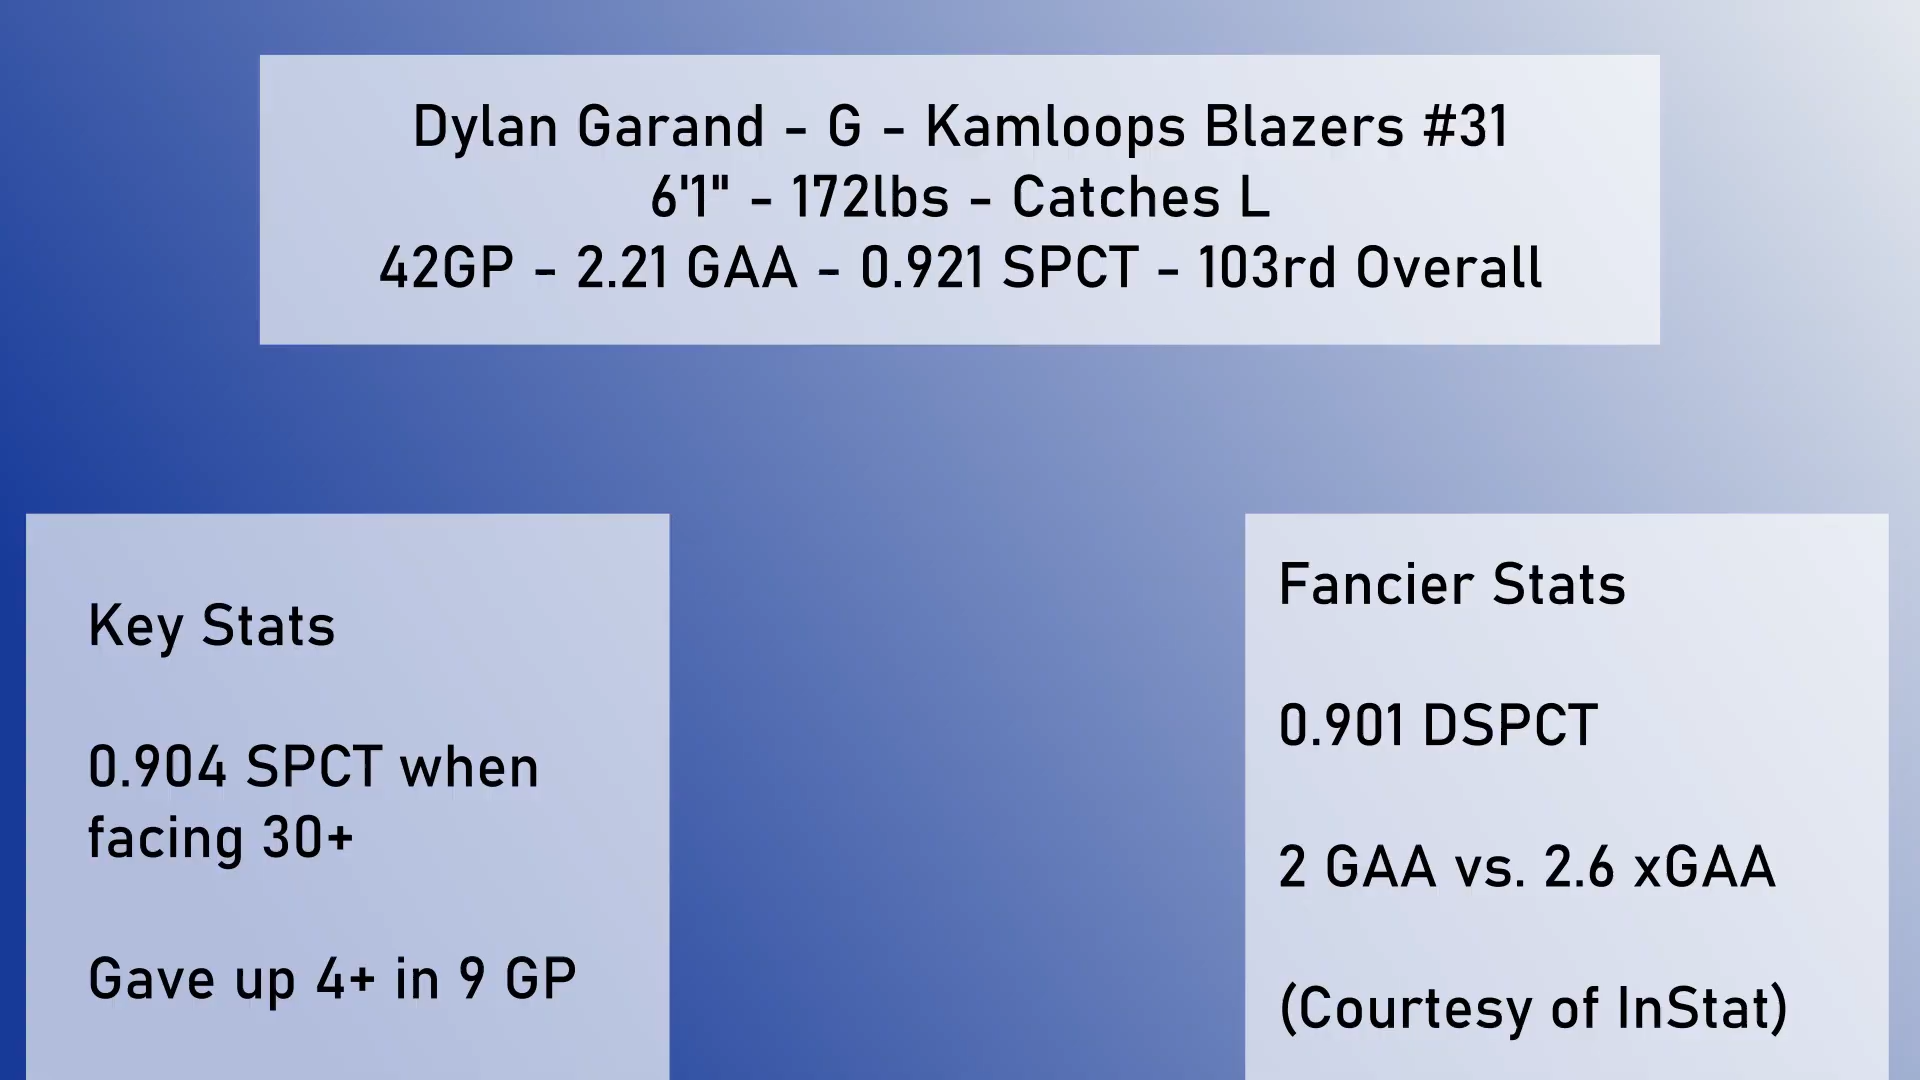 Dylan Garand - G - Kamloops Blazers #31
6'1" - 172lbs - Catches L
42GP - 2.21 GAA - 0.921 SPCT - 103rd Overall
Key Stats
0.904 SPCT when
facing 30+
Gave up 4+ in 9 GP
Fancier Stats
0.901 DSPCT
2 GAA vs. 2.6 xGAA
(Courtesy of InStat)